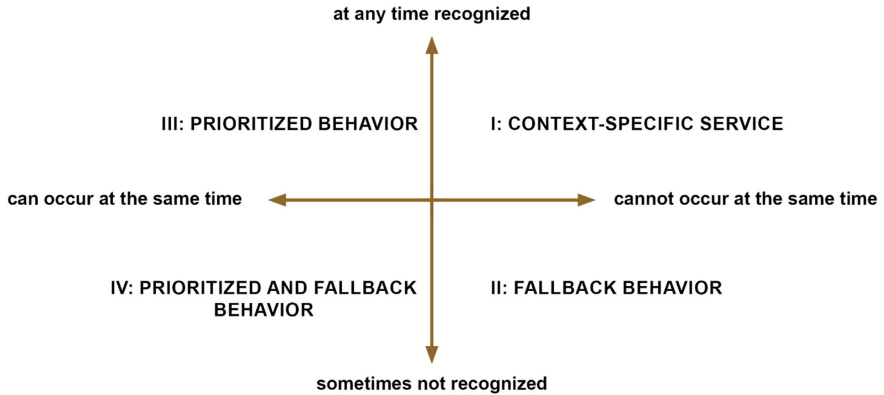 at any time recognized
III: PRIORITIZED BEHAVIOR
I: CONTEXT-SPECIFIC SERVICE
can occur at the same time
cannot occur at the same time
IV: PRIORITIZED AND FALLBACK
BEHAVIOR
II: FALLBACK BEHAVIOR
sometimes not recognized